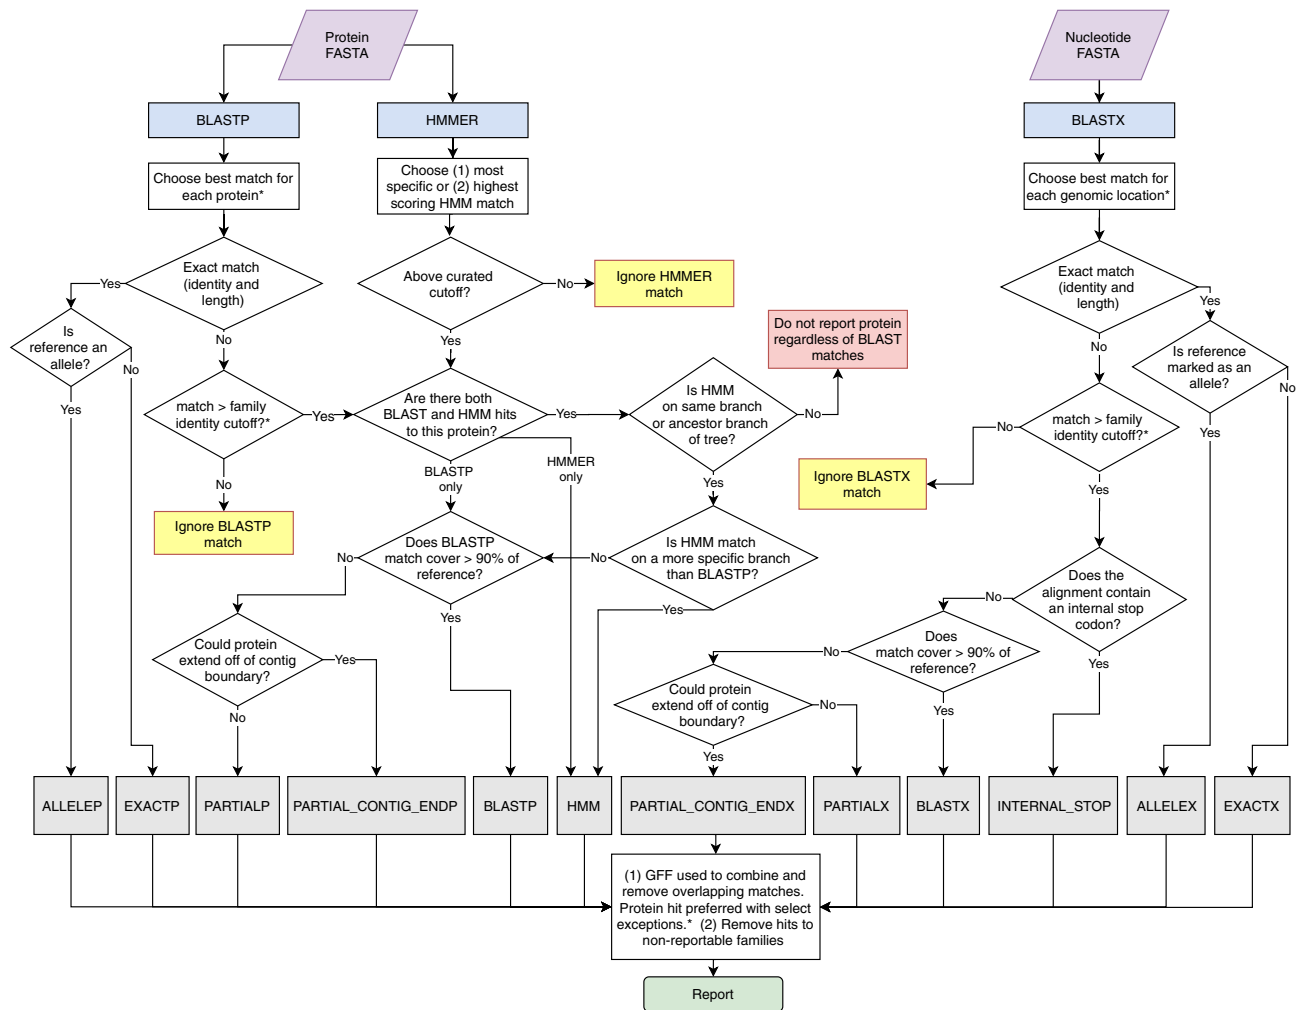 Protein
FASTA
Nucleotide
FASTA
BLASTP
HMMER
BLASTX
Choose best match for
each protein*
Choose (1) most
specific or (2) highest
scoring HMM match
Choose best match for
each genomic location*
Exact match
(identity and
length)
Yes
No
Above curated
cutoff?
No
Yes
Ignore HMMER
match
Exact match
(identity and
length)
Yes
No
Is
reference an
allele?
No
Yes
Do not report protein
regardless of BLAST
matches
Is reference
marked as an
allele?
No
Yes
match > family
identity cutoff?*
Yes
No
Are there both
BLAST and HMM hits
to this protein?
Yes
BLASTP
only
HMMER
only
Is HMM
on same branch
or ancestor branch
of tree?
No
Yes
match > family
identity cutoff?*
No
Yes
Ignore BLASTP
match
Ignore BLASTX
match
Does BLASTP
match cover > 90% of
reference?
No
Yes
Is HMM match
on a more specific branch
than BLASTP?
No
Yes
Does the
alignment contain
an internal stop
codon?
No
Yes
Could protein
extend off of contig
boundary?
Yes
No
Does
match cover > 90% of
reference?
No
Yes
Could protein
extend off of contig
boundary?
No
Yes
ALLELEP
EXACTP
PARTIALP
PARTIAL_CONTIG_ENDP
BLASTP
HMM
PARTIAL_CONTIG_ENDX
PARTIALX
BLASTX
INTERNAL_STOP
ALLELEX
EXACTX
(1) GFF used to combine and
remove overlapping matches.
Protein hit preferred with select
exceptions.* (2) Remove hits to
non-reportable families
Report